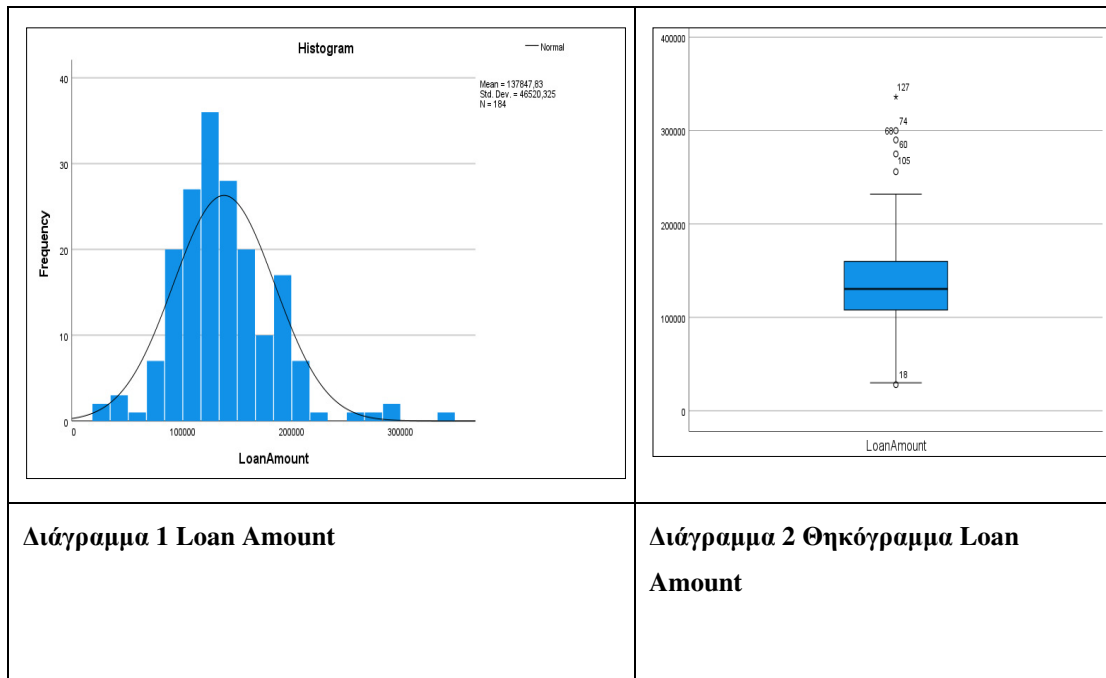 Histogram
Normal
Mean = 137847,83
Std. Dev. = 46520,325
N = 184
40
30
20
10
0
Frequency
0
100000
200000
300000
LoanAmount
400000
300000
200000
100000
0
127
74
68
60
105
18
LoanAmount
Διάγραμμα 1 Loan Amount
Διάγραμμα 2 Θηκόγραμμα Loan
Amount